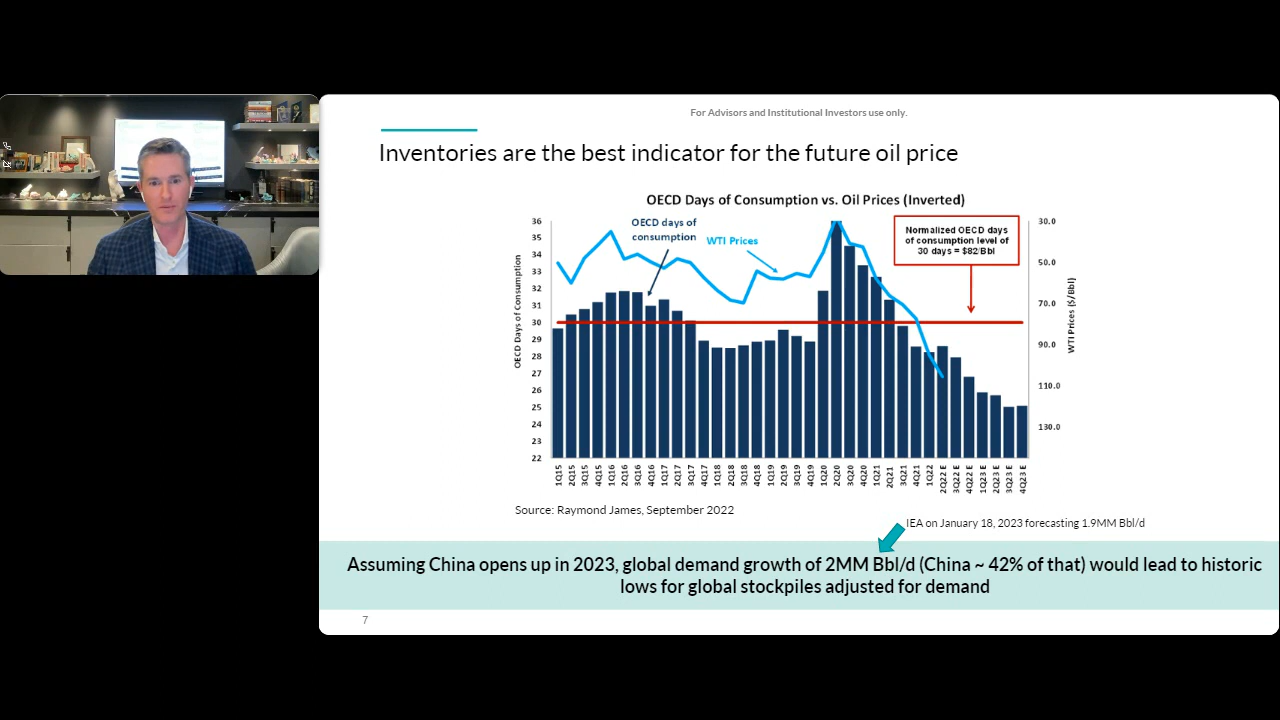 For Advisors and Institutional Investors use only.
Inventories are the best indicator for the future oil price
OECD Days of Consumption vs. Oil Prices (Inverted)
OECD days of
consumption
WTI Prices
Normalized OECD days
of consumption level of
30 days = $82/Bbl
OECD Days of Consumption
36
35
34
33
32
31
30
29
28
27
26
25
24
23
22
30.0
50.0
70.0
90.0
110.0
130.0
WTI Prices ($/Bbl)
1Q15
2Q15
3Q15
4Q15
1Q16
2Q16
3Q16
4Q16
1Q17
2Q17
3Q17
4Q17
1Q18
2Q18
3Q18
4Q18
1Q19
2Q19
3Q19
4Q19
1Q20
2Q20
3Q20
4Q20
1Q21
2Q21
3Q21
4Q21
1Q22
2Q22 E
3Q22 E
4Q22 E
1Q23 E
2Q23 E
3Q23 E
4Q23 E
Source: Raymond James, September 2022
IEA on January 18, 2023 forecasting 1.9MM Bbl/d
Assuming China opens up in 2023, global demand growth of 2MM Bbl/d (China ~ 42% of that) would lead to historic
lows for global stockpiles adjusted for demand
7